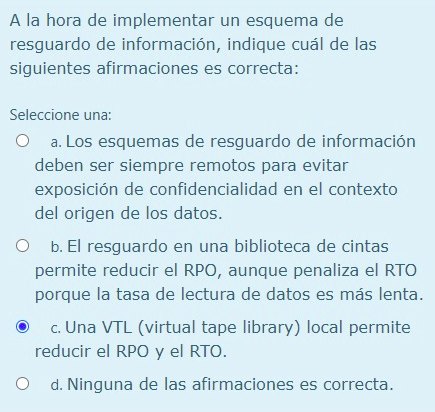 A la hora de implementar un esquema de
resguardo de información, indique cuál de las
siguientes afirmaciones es correcta:
Seleccione una:
a. Los esquemas de resguardo de información
deben ser siempre remotos para evitar
exposición de confidencialidad en el contexto
del origen de los datos.
b. El resguardo en una biblioteca de cintas
permite reducir el RPO, aunque penaliza el RTO
porque la tasa de lectura de datos es más lenta.
c. Una VTL (virtual tape library) local permite
reducir el RPO y el RTO.
d. Ninguna de las afirmaciones es correcta.